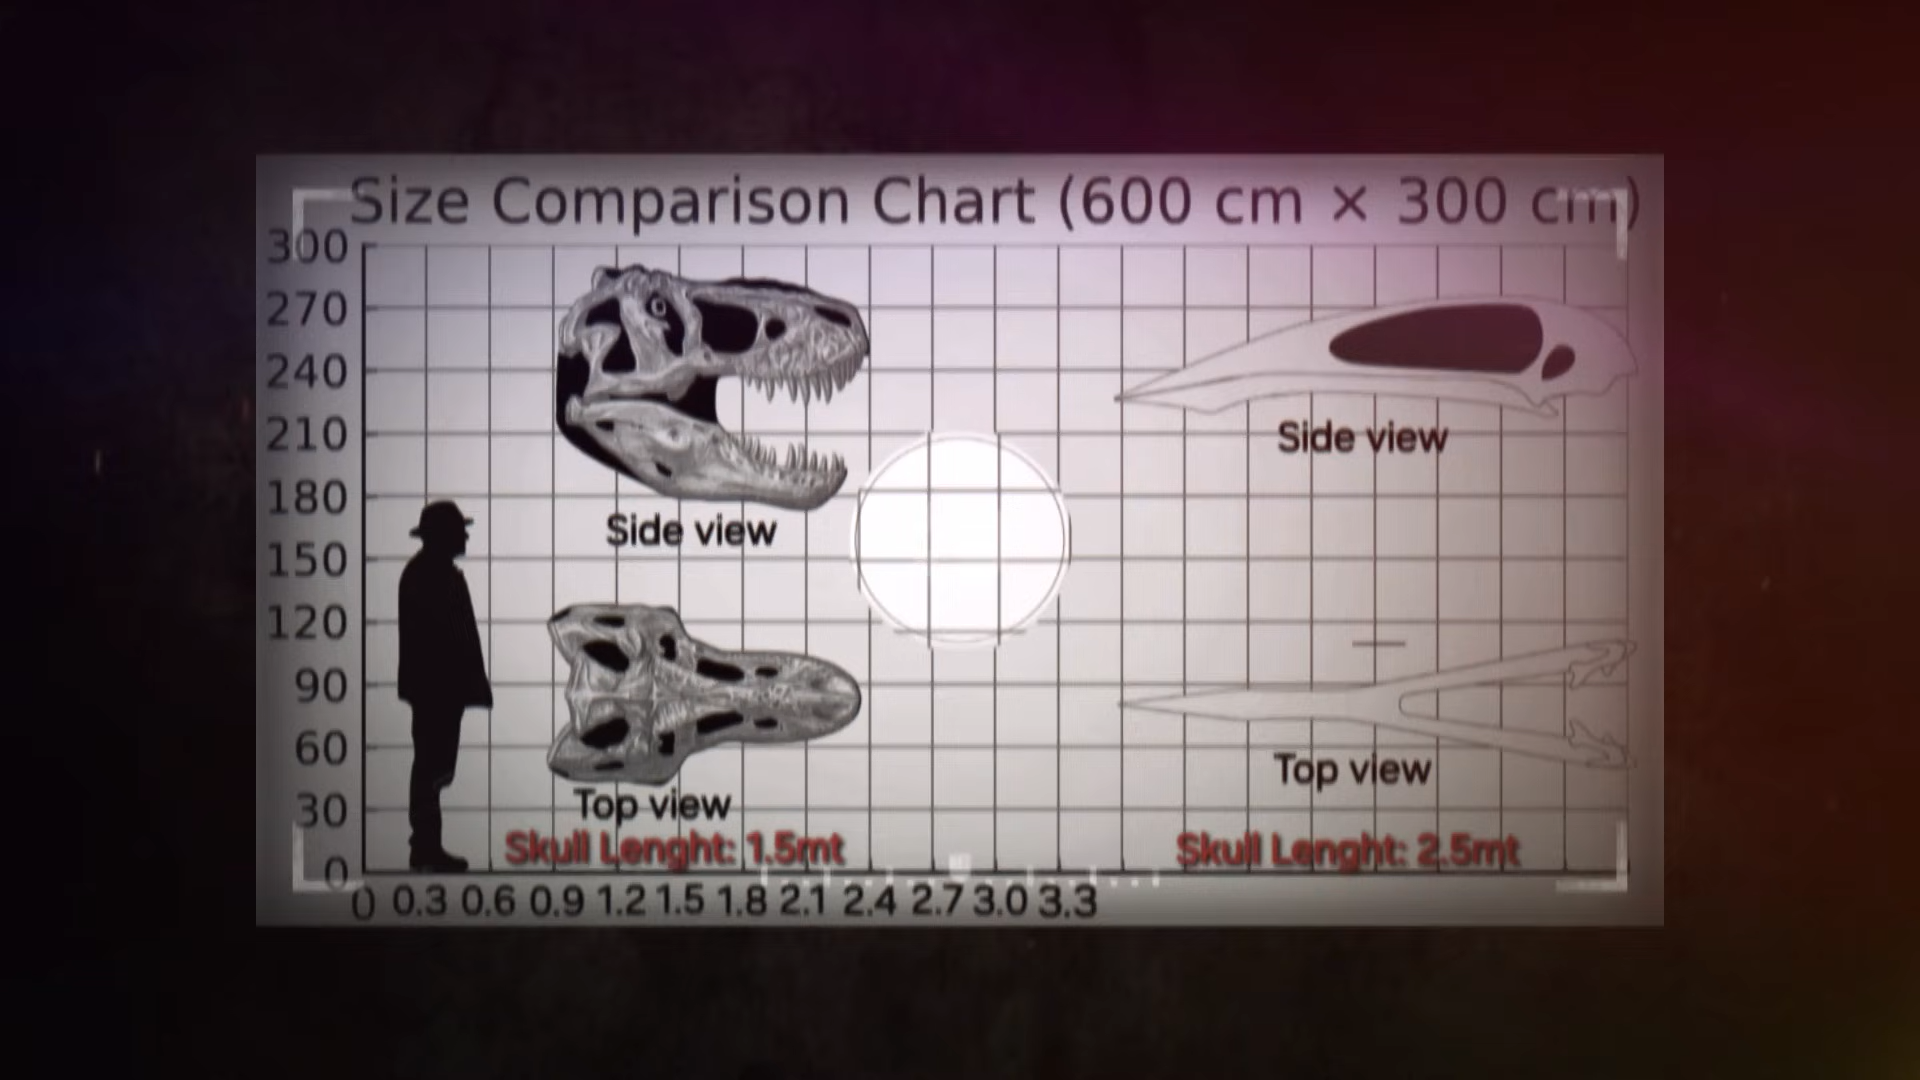 Size Comparison Chart (600 cm × 300 cm)
300
270
240
210
180
150
120
90
60
30
0
Side view
Side view
Top view
Top view
Skull Lenght: 1.5mt
Skull Lenght: 2.5mt
0 0.3 0.6 0.9 1.2 1.5 1.8 2.1 2.4 2.7 3.0 3.3